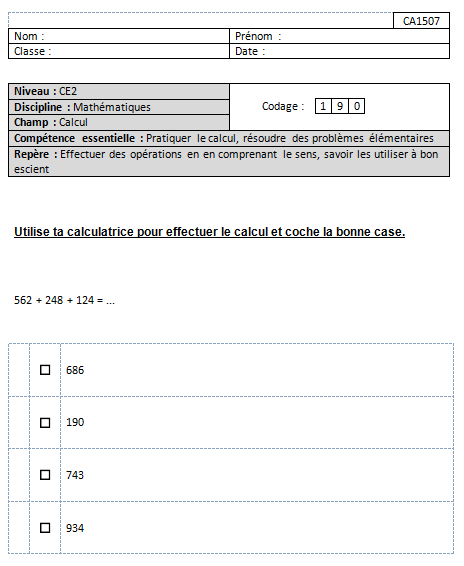 CA1507
Nom : Prénom :
Classe : Date :
Niveau : CE2
Codage : 1 9 0
Discipline : Mathématiques
Champ : Calcul
Compétence essentielle : Pratiquer le calcul, résoudre des problèmes élémentaires
Repère : Effectuer des opérations en en comprenant le sens, savoir les utiliser à bon
escient
Utilise ta calculatrice pour effectuer le calcul et coche la bonne case.
562 + 248 + 124 = ...
686
190
743
934